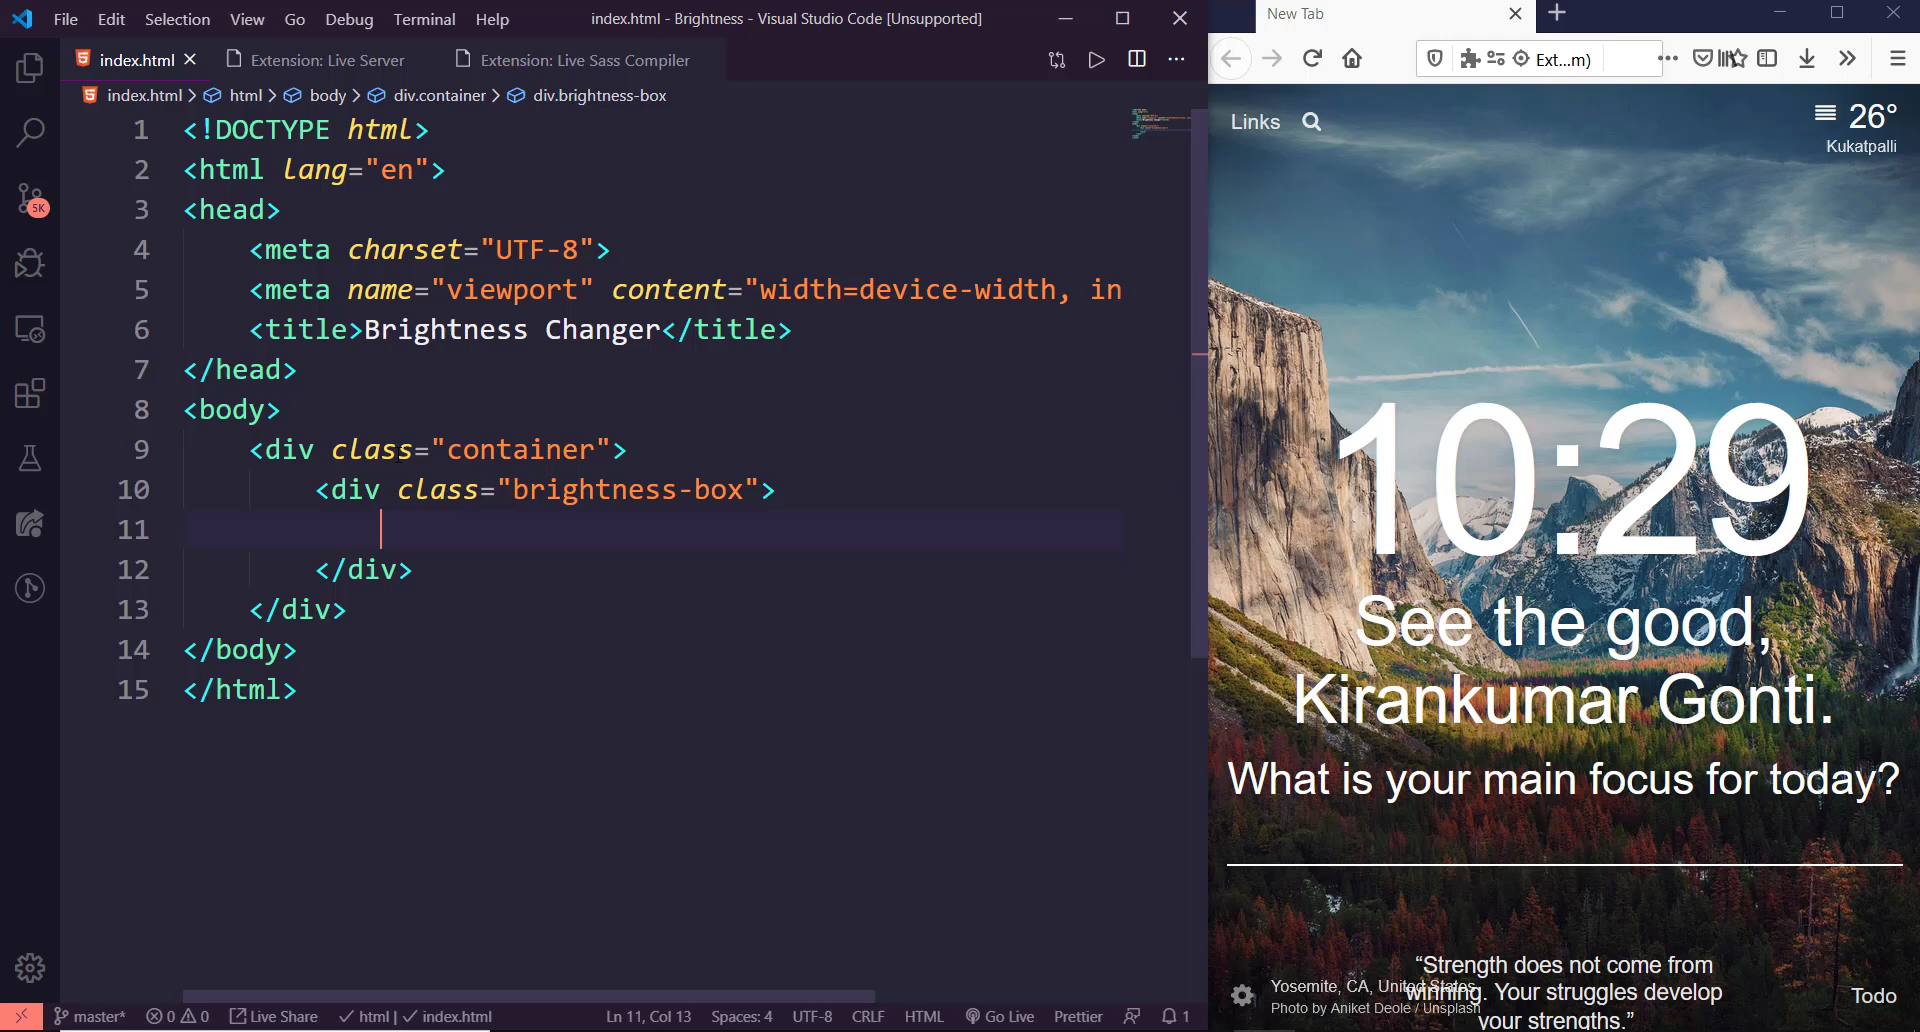 File Edit Selection View Go Debug Terminal Help
index.html - Brightness - Visual Studio Code [Unsupported]
index.html
Extension: Live Server
Extension: Live Sass Compiler
index.html > html > body > div.container > div.brightness-box
1 <!DOCTYPE html>
2 <html lang="en">
3 <head>
4 <meta charset="UTF-8">
5 <meta name="viewport" content="width=device-width, in
6 <title>Brightness Changer</title>
7 </head>
8 <body>
9 <div class="container">
10 <div class="brightness-box">
11
12 </div>
13 </div>
14 </body>
15 </html>
5K
master* 0 0 Live Share html | index.html Ln 11, Col 13 Spaces: 4 UTF-8 CRLF HTML Go Live Prettier 1
New Tab
Ext...m)
Links
26°
Kukatpalli
10:29
See the good,
Kirankumar Gonti.
What is your main focus for today?
“Strength does not come from
winning. Your struggles develop
your strengths.”
Yosemite, CA, United States
Photo by Aniket Deole / Unsplash
Todo